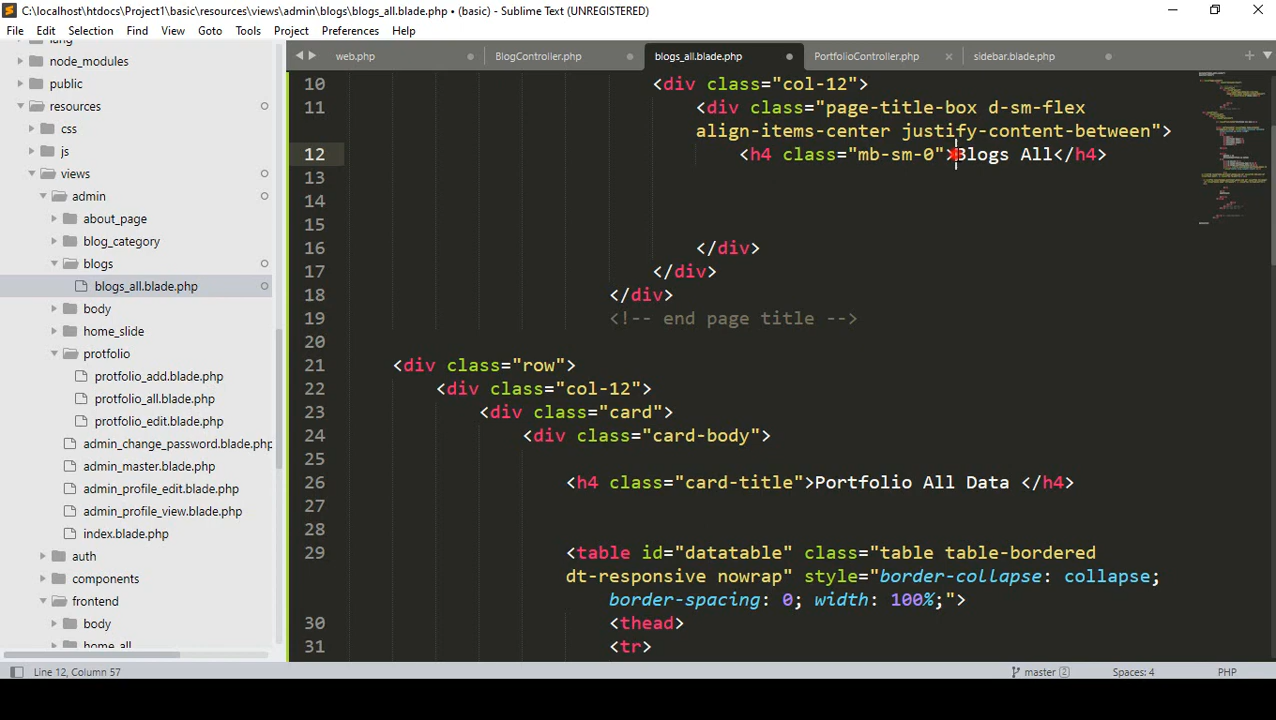 C:\localhost\htdocs\Project1\basic\resources\views\admin\blogs\blogs_all.blade.php • (basic) - Sublime Text (UNREGISTERED)
File Edit Selection Find View Goto Tools Project Preferences Help
web.php BlogController.php blogs_all.blade.php PortfolioController.php sidebar.blade.php
lang
node_modules
public
resources
css
js
views
admin
about_page
blog_category
blogs
blogs_all.blade.php
body
home_slide
protfolio
protfolio_add.blade.php
protfolio_all.blade.php
protfolio_edit.blade.php
admin_change_password.blade.php
admin_master.blade.php
admin_profile_edit.blade.php
admin_profile_view.blade.php
index.blade.php
auth
components
frontend
body
home_all
10 <div class="col-12">
11 <div class="page-title-box d-sm-flex
align-items-center justify-content-between">
12 <h4 class="mb-sm-0">Blogs All</h4>
13
14
15
16 </div>
17 </div>
18 </div>
19 <!-- end page title -->
20
21 <div class="row">
22 <div class="col-12">
23 <div class="card">
24 <div class="card-body">
25
26 <h4 class="card-title">Portfolio All Data </h4>
27
28
29 <table id="datatable" class="table table-bordered
dt-responsive nowrap" style="border-collapse: collapse;
border-spacing: 0; width: 100%;">
30 <thead>
31 <tr>
Line 12, Column 57 master 2 Spaces: 4 PHP